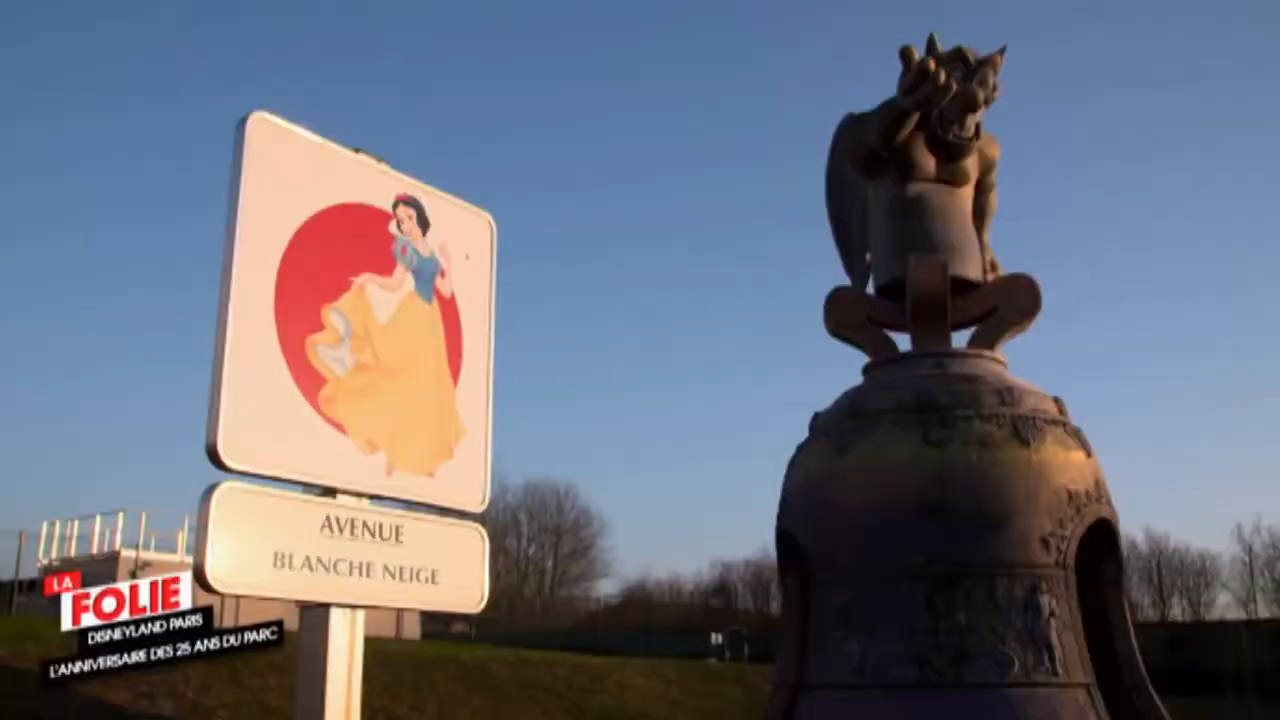 AVENUE
BLANCHE NEIGE
LA
FOLIE
DISNEYLAND PARIS
L'ANNIVERSAIRE DES 25 ANS DU PARC